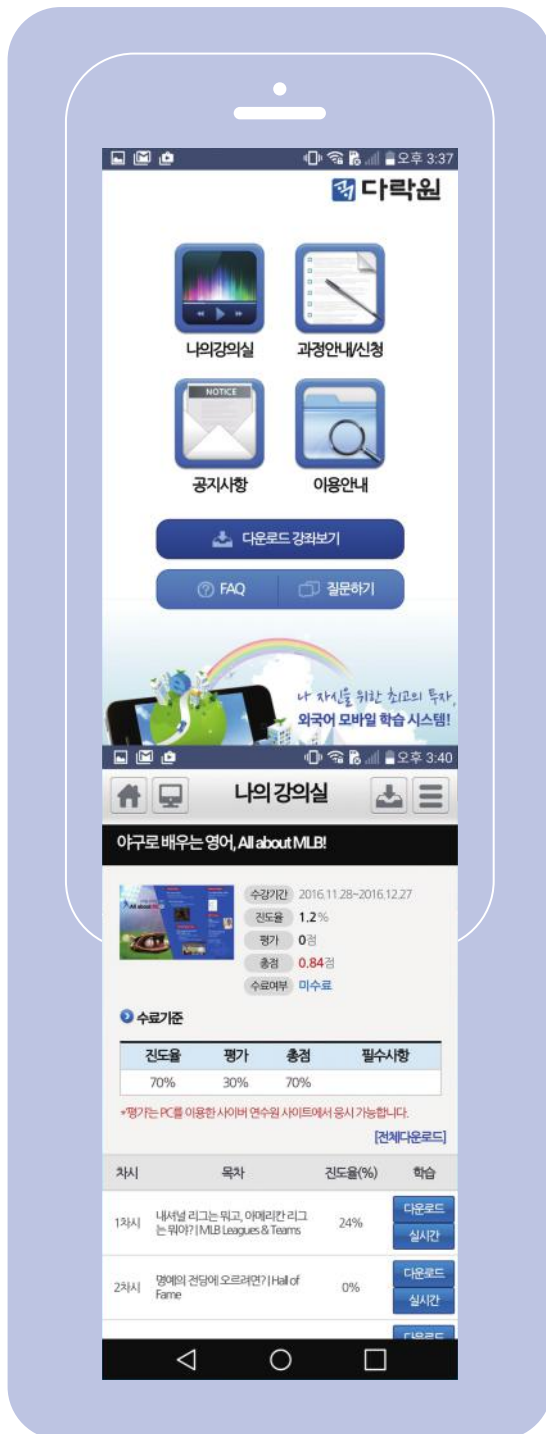 오후 3:37
다락원
나의강의실
과정안내/신청
NOTICE
공지사항
이용안내
다운로드 강좌보기
FAQ
질문하기
나 자신을 위한 최고의 투자,
외국어 모바일 학습 시스템!
오후 3:40
나의 강의실
야구로 배우는 영어, All about MLB!
수강기간 2016.11.28~2016.12.27
진도율 1.2%
평가 0점
총점 0.84점
수료여부 미수료
수료기준
진도율 평가 총점 필수사항
70% 30% 70%
*평가는 PC를 이용한 사이버 연수원 사이트에서 응시 가능합니다.
[전체다운로드]
차시 목차 진도율(%) 학습
1차시 내셔널 리그는 뭐고, 아메리칸 리그
는 뭐야? | MLB Leagues & Teams
24%
다운로드
실시간
2차시 명예의 전당에 오르려면? | Hall of
Fame
0%
다운로드
실시간
다운로드